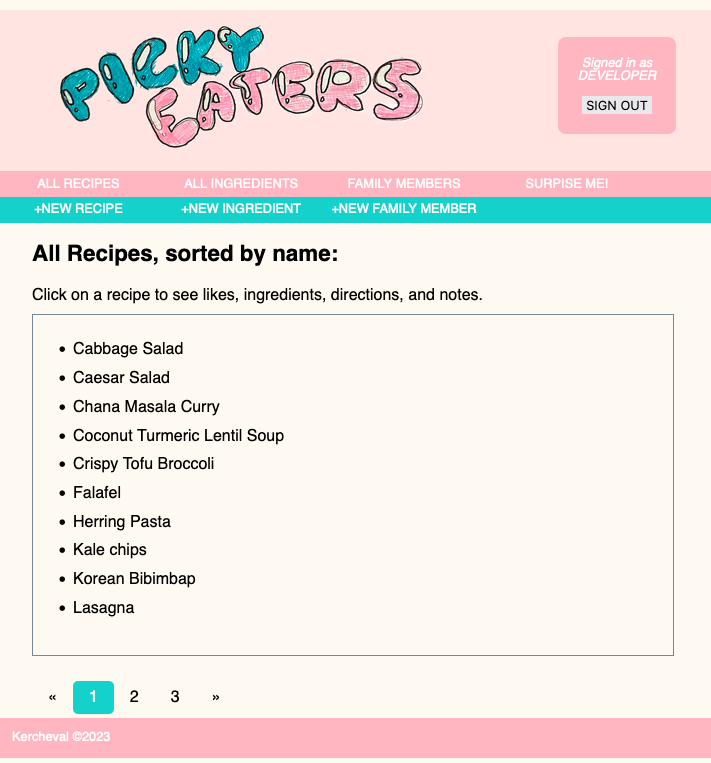 PICKY
EATERS
Signed in as
DEVELOPER
SIGN OUT
ALL RECIPES ALL INGREDIENTS FAMILY MEMBERS SURPISE ME!
+NEW RECIPE +NEW INGREDIENT +NEW FAMILY MEMBER
All Recipes, sorted by name:
Click on a recipe to see likes, ingredients, directions, and notes.
• Cabbage Salad
• Caesar Salad
• Chana Masala Curry
• Coconut Turmeric Lentil Soup
• Crispy Tofu Broccoli
• Falafel
• Herring Pasta
• Kale chips
• Korean Bibimbap
• Lasagna
« 1 2 3 »
Kercheval ©2023